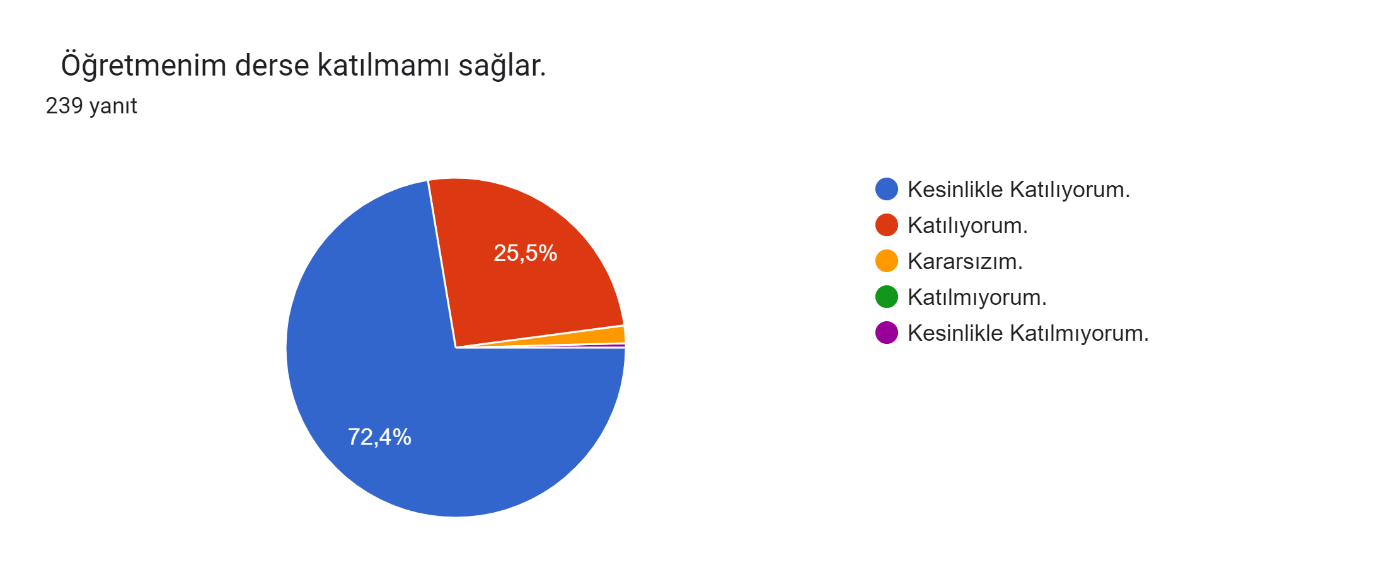 Öğretmenim derse katılmamı sağlar.
239 yanıt
Kesinlikle Katılıyorum.
Katılıyorum.
Kararsızım.
Katılmıyorum.
Kesinlikle Katılmıyorum.
25,5%
72,4%